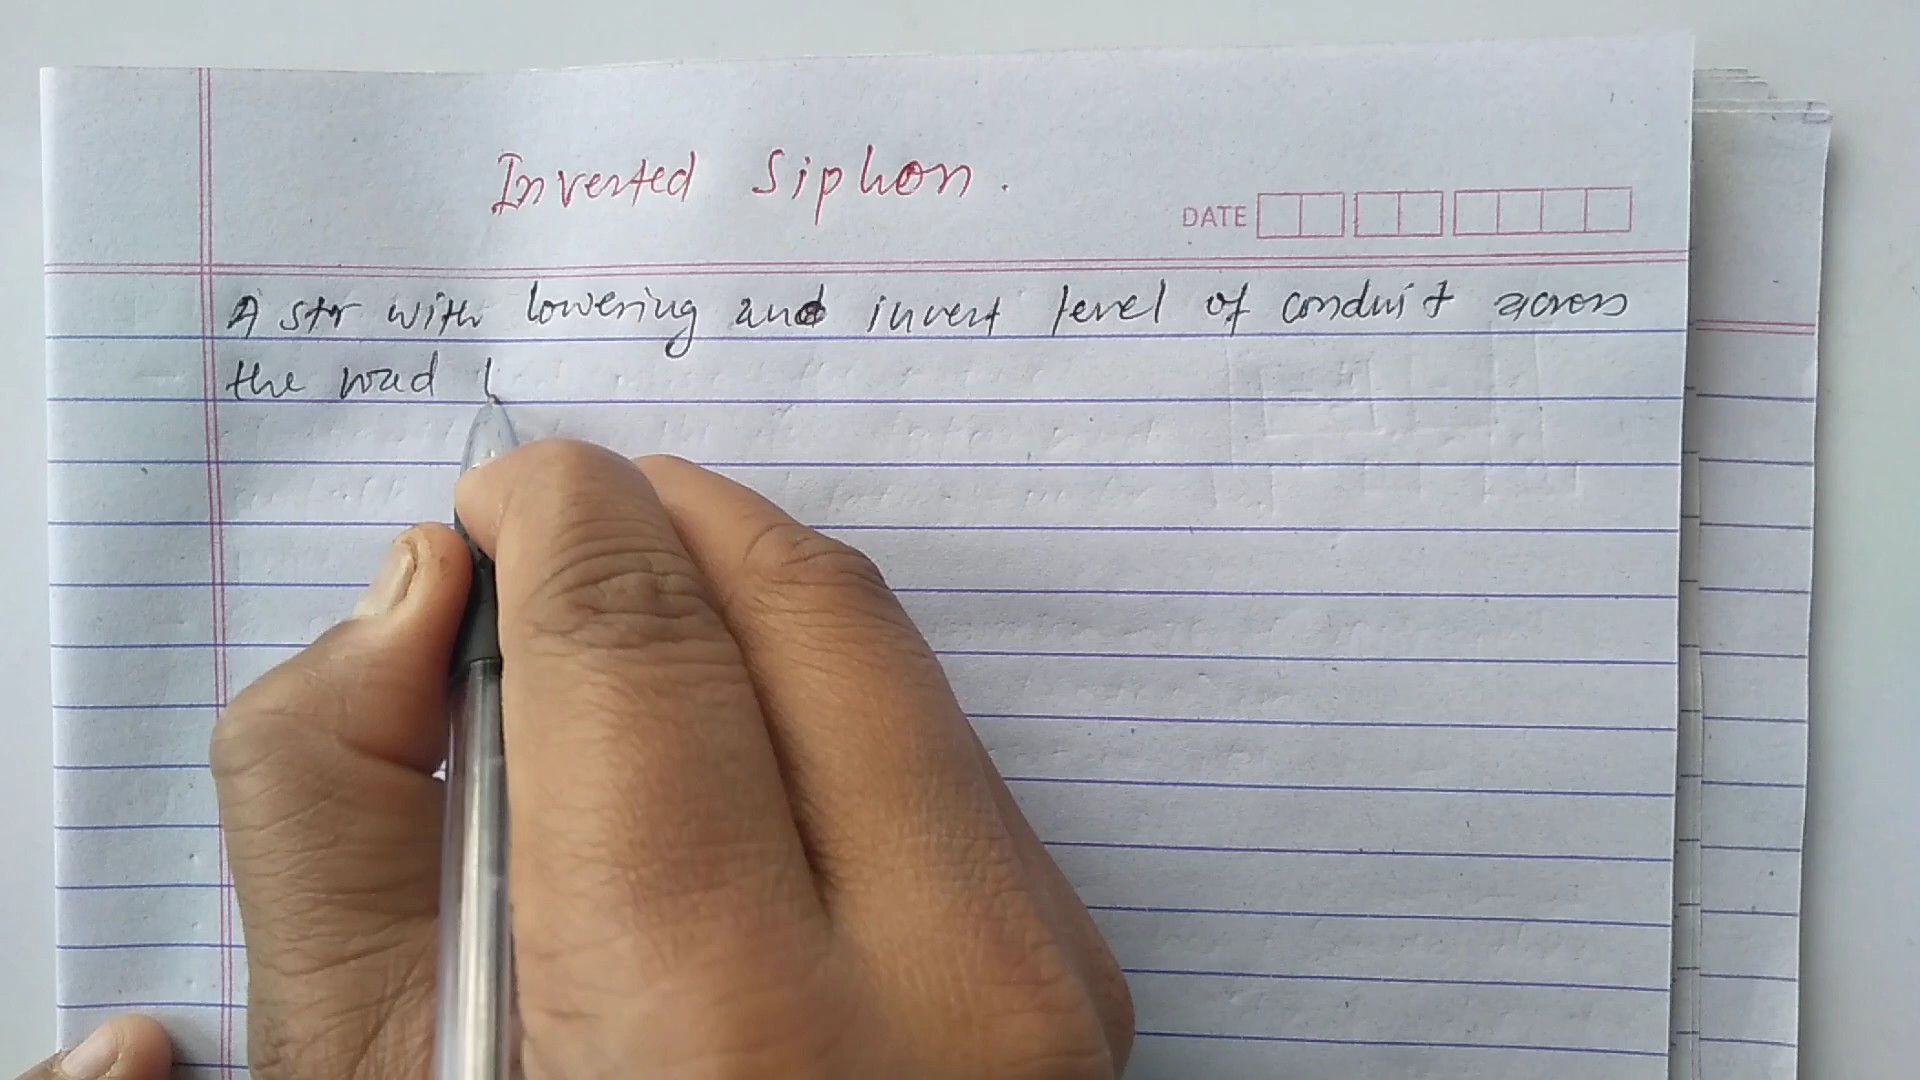 Inverted Siphon.
DATE
A str with lowering and invert level of conduit across
the road